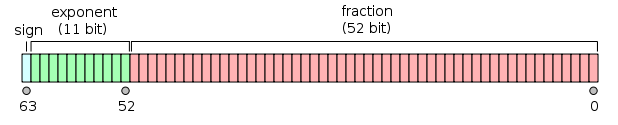 sign
exponent
(11 bit)
fraction
(52 bit)
63
52
0